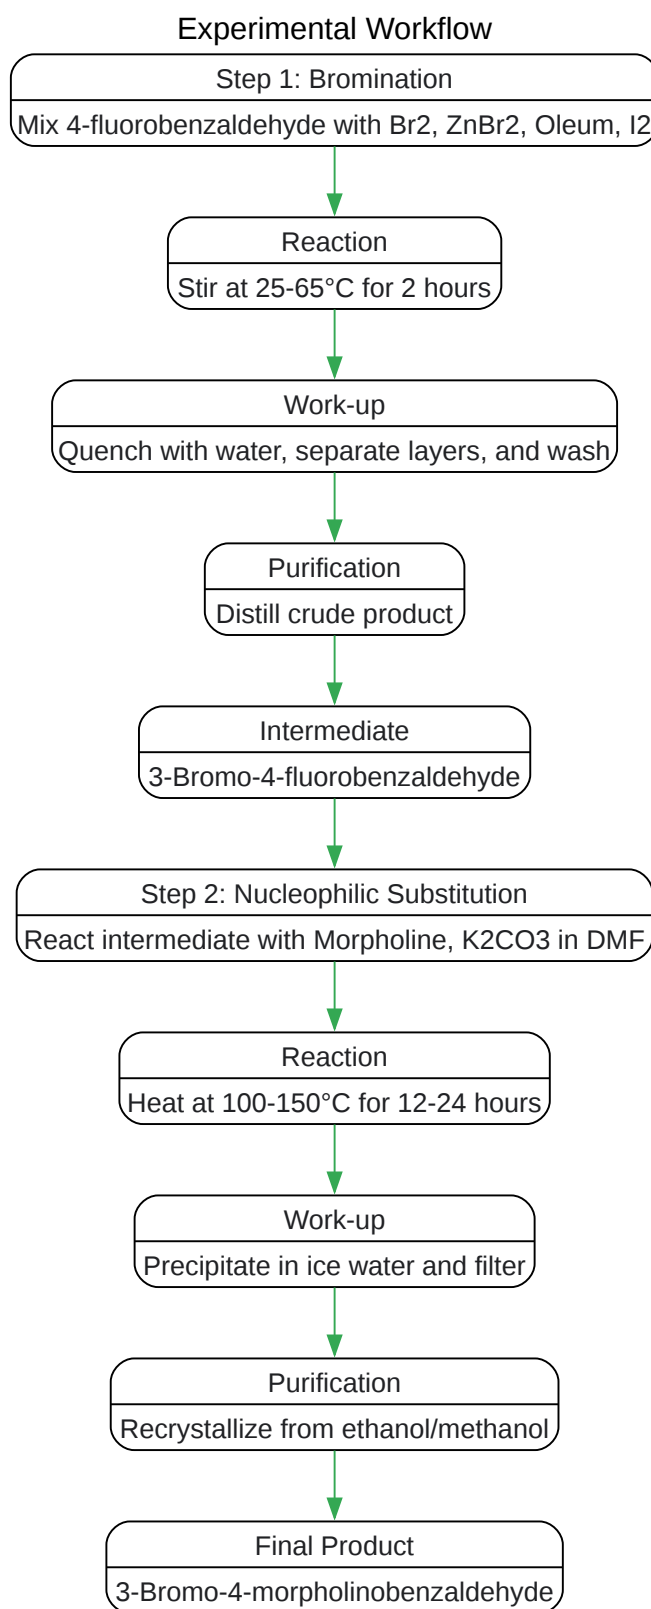 Experimental Workflow
Step 1: Bromination
Mix 4-fluorobenzaldehyde with Br2, ZnBr2, Oleum, I2
Reaction
Stir at 25-65°C for 2 hours
Work-up
Quench with water, separate layers, and wash
Purification
Distill crude product
Intermediate
3-Bromo-4-fluorobenzaldehyde
Step 2: Nucleophilic Substitution
React intermediate with Morpholine, K2CO3 in DMF
Reaction
Heat at 100-150°C for 12-24 hours
Work-up
Precipitate in ice water and filter
Purification
Recrystallize from ethanol/methanol
Final Product
3-Bromo-4-morpholinobenzaldehyde